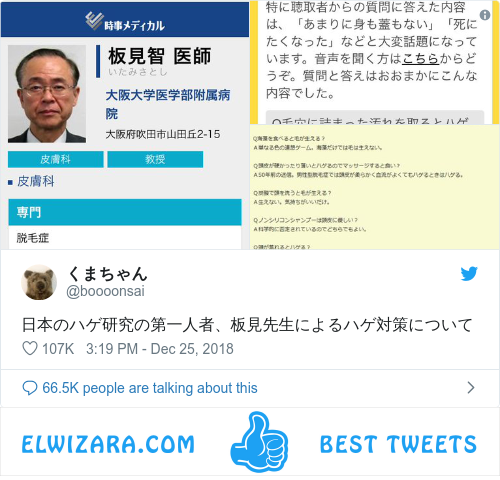 時事メディカル
板見智 医師
いたみさとし
大阪大学医学部附属病
院
大阪府吹田市山田丘2-15
皮膚科
教授
皮膚科
専門
脱毛症
特に聴取者からの質問に答えた内容
は、「あまりに身も蓋もない」「死に
たくなった」などと大変話題になって
います。音声を聞く方はこちらからど
うぞ。質問と答えはおおまかにこんな
内容でした。
Q毛穴に詰まった汚れを取るとハゲ
Q海藻を食べると毛が生える?
A単なる色の連想ゲーム。海藻だけでは毛は生えない。
Q頭皮が硬かったり薄いとハゲるのでマッサージすると良い?
A50年前の迷信。男性型脱毛症では頭皮が柔らかく血流がよくてもハゲるときはハゲる。
Q炭酸で頭を洗うと毛が生える?
A生えない。気持ちがいいだけ。
Qノンシリコンシャンプーは頭皮に優しい?
A科学的に否定されているのでどちらでもよい。
Q頭が蒸れるとハゲる?
くまちゃん
@boooonsai
日本のハゲ研究の第一人者、板見先生によるハゲ対策について
107K 3:19 PM - Dec 25, 2018
66.5K people are talking about this
ELWIZARA.COM
BEST TWEETS